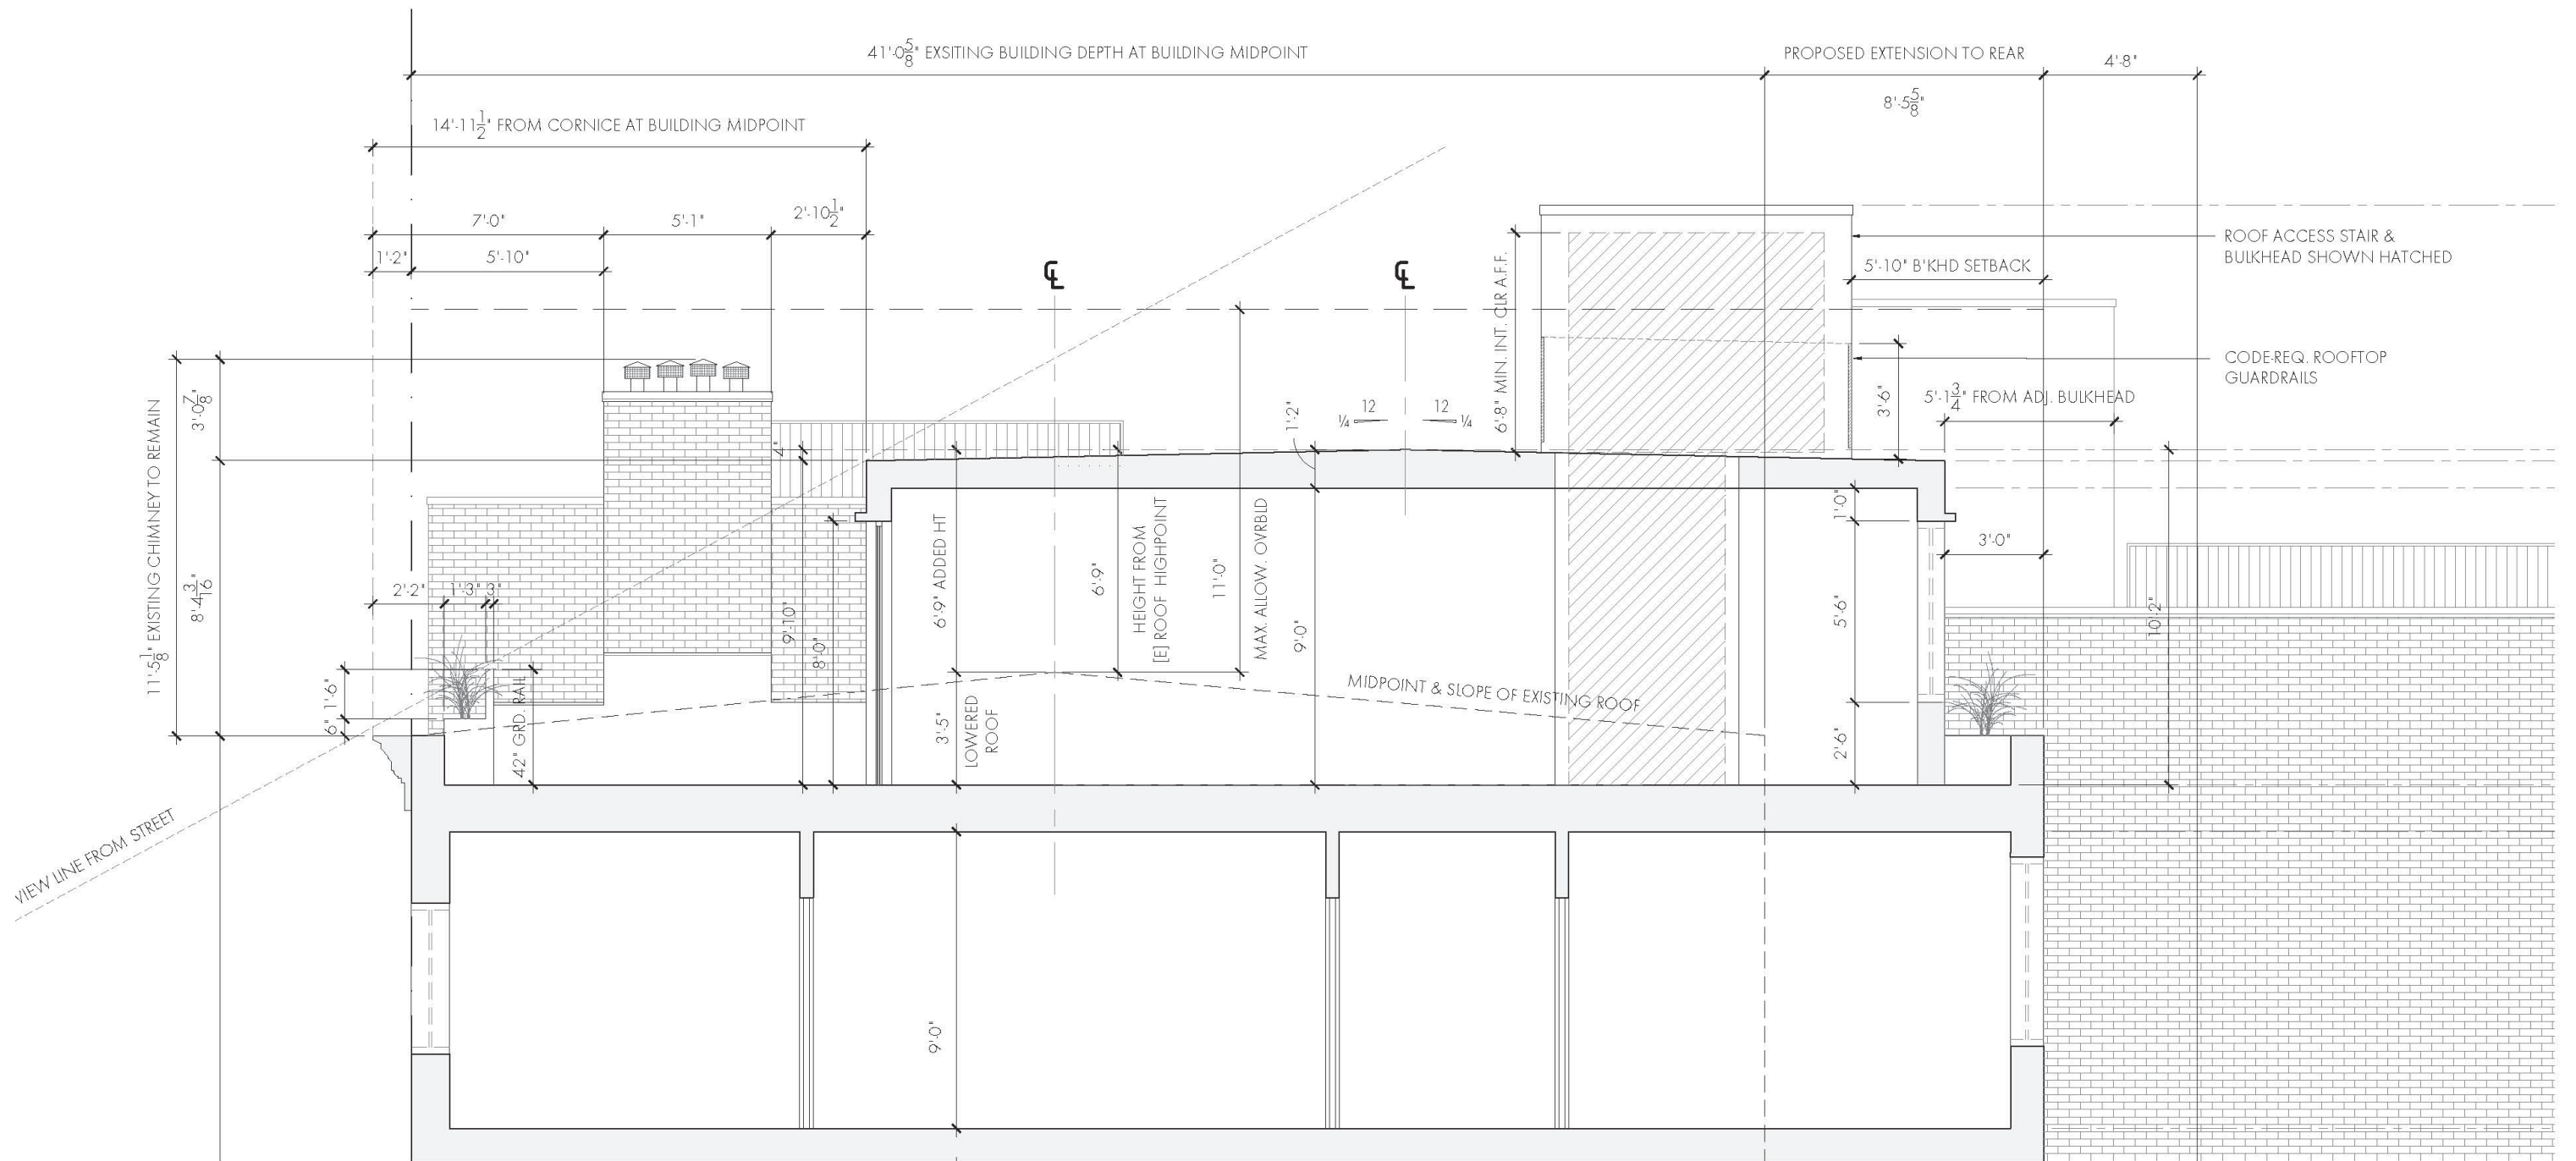 41'-0 5/8" EXSITING BUILDING DEPTH AT BUILDING MIDPOINT
PROPOSED EXTENSION TO REAR
4'-8"
8'-5 5/8"
14'-11 1/2" FROM CORNICE AT BUILDING MIDPOINT
7'-0"
5'-1"
2'-10 1/2"
1'-2"
5'-10"
ROOF ACCESS STAIR &
BULKHEAD SHOWN HATCHED
5'-10" B'KHD SETBACK
6'-8" MIN. INT. CLR A.F.F.
CODE-REQ. ROOFTOP
GUARDRAILS
3'-6"
5'-1 3/4" FROM ADJ. BULKHEAD
11'-5 1/8" EXISTING CHIMNEY TO REMAIN
3'-0 7/8"
8'-4 3/16"
1'-2"
12
1/4
12
1/4
2'-2"
1'-3"
3"
6"
1'-6"
42" GRD. RAIL
9'-10"
8'-0"
6'-9" ADDED HT
6'-9"
HEIGHT FROM
[E] ROOF HIGHPOINT
11'-0"
MAX. ALLOW. OVRBLD
9'-0"
MIDPOINT & SLOPE OF EXISTING ROOF
1'-0"
5'-6"
2'-6"
3'-0"
10'-2"
3'-5"
LOWERED
ROOF
VIEW LINE FROM STREET
9'-0"